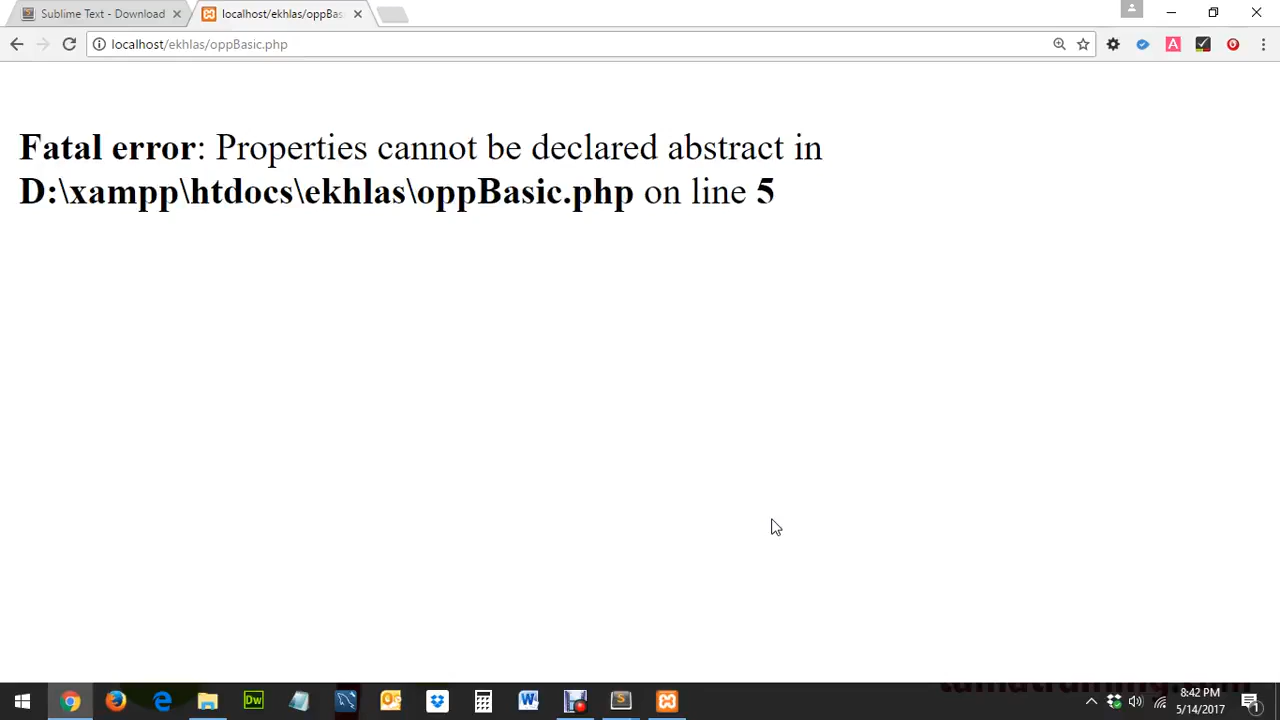 Sublime Text - Download
localhost/ekhlas/oppBas
localhost/ekhlas/oppBasic.php
Fatal error: Properties cannot be declared abstract in
D:\xampp\htdocs\ekhlas\oppBasic.php on line 5
8:42 PM
5/14/2017